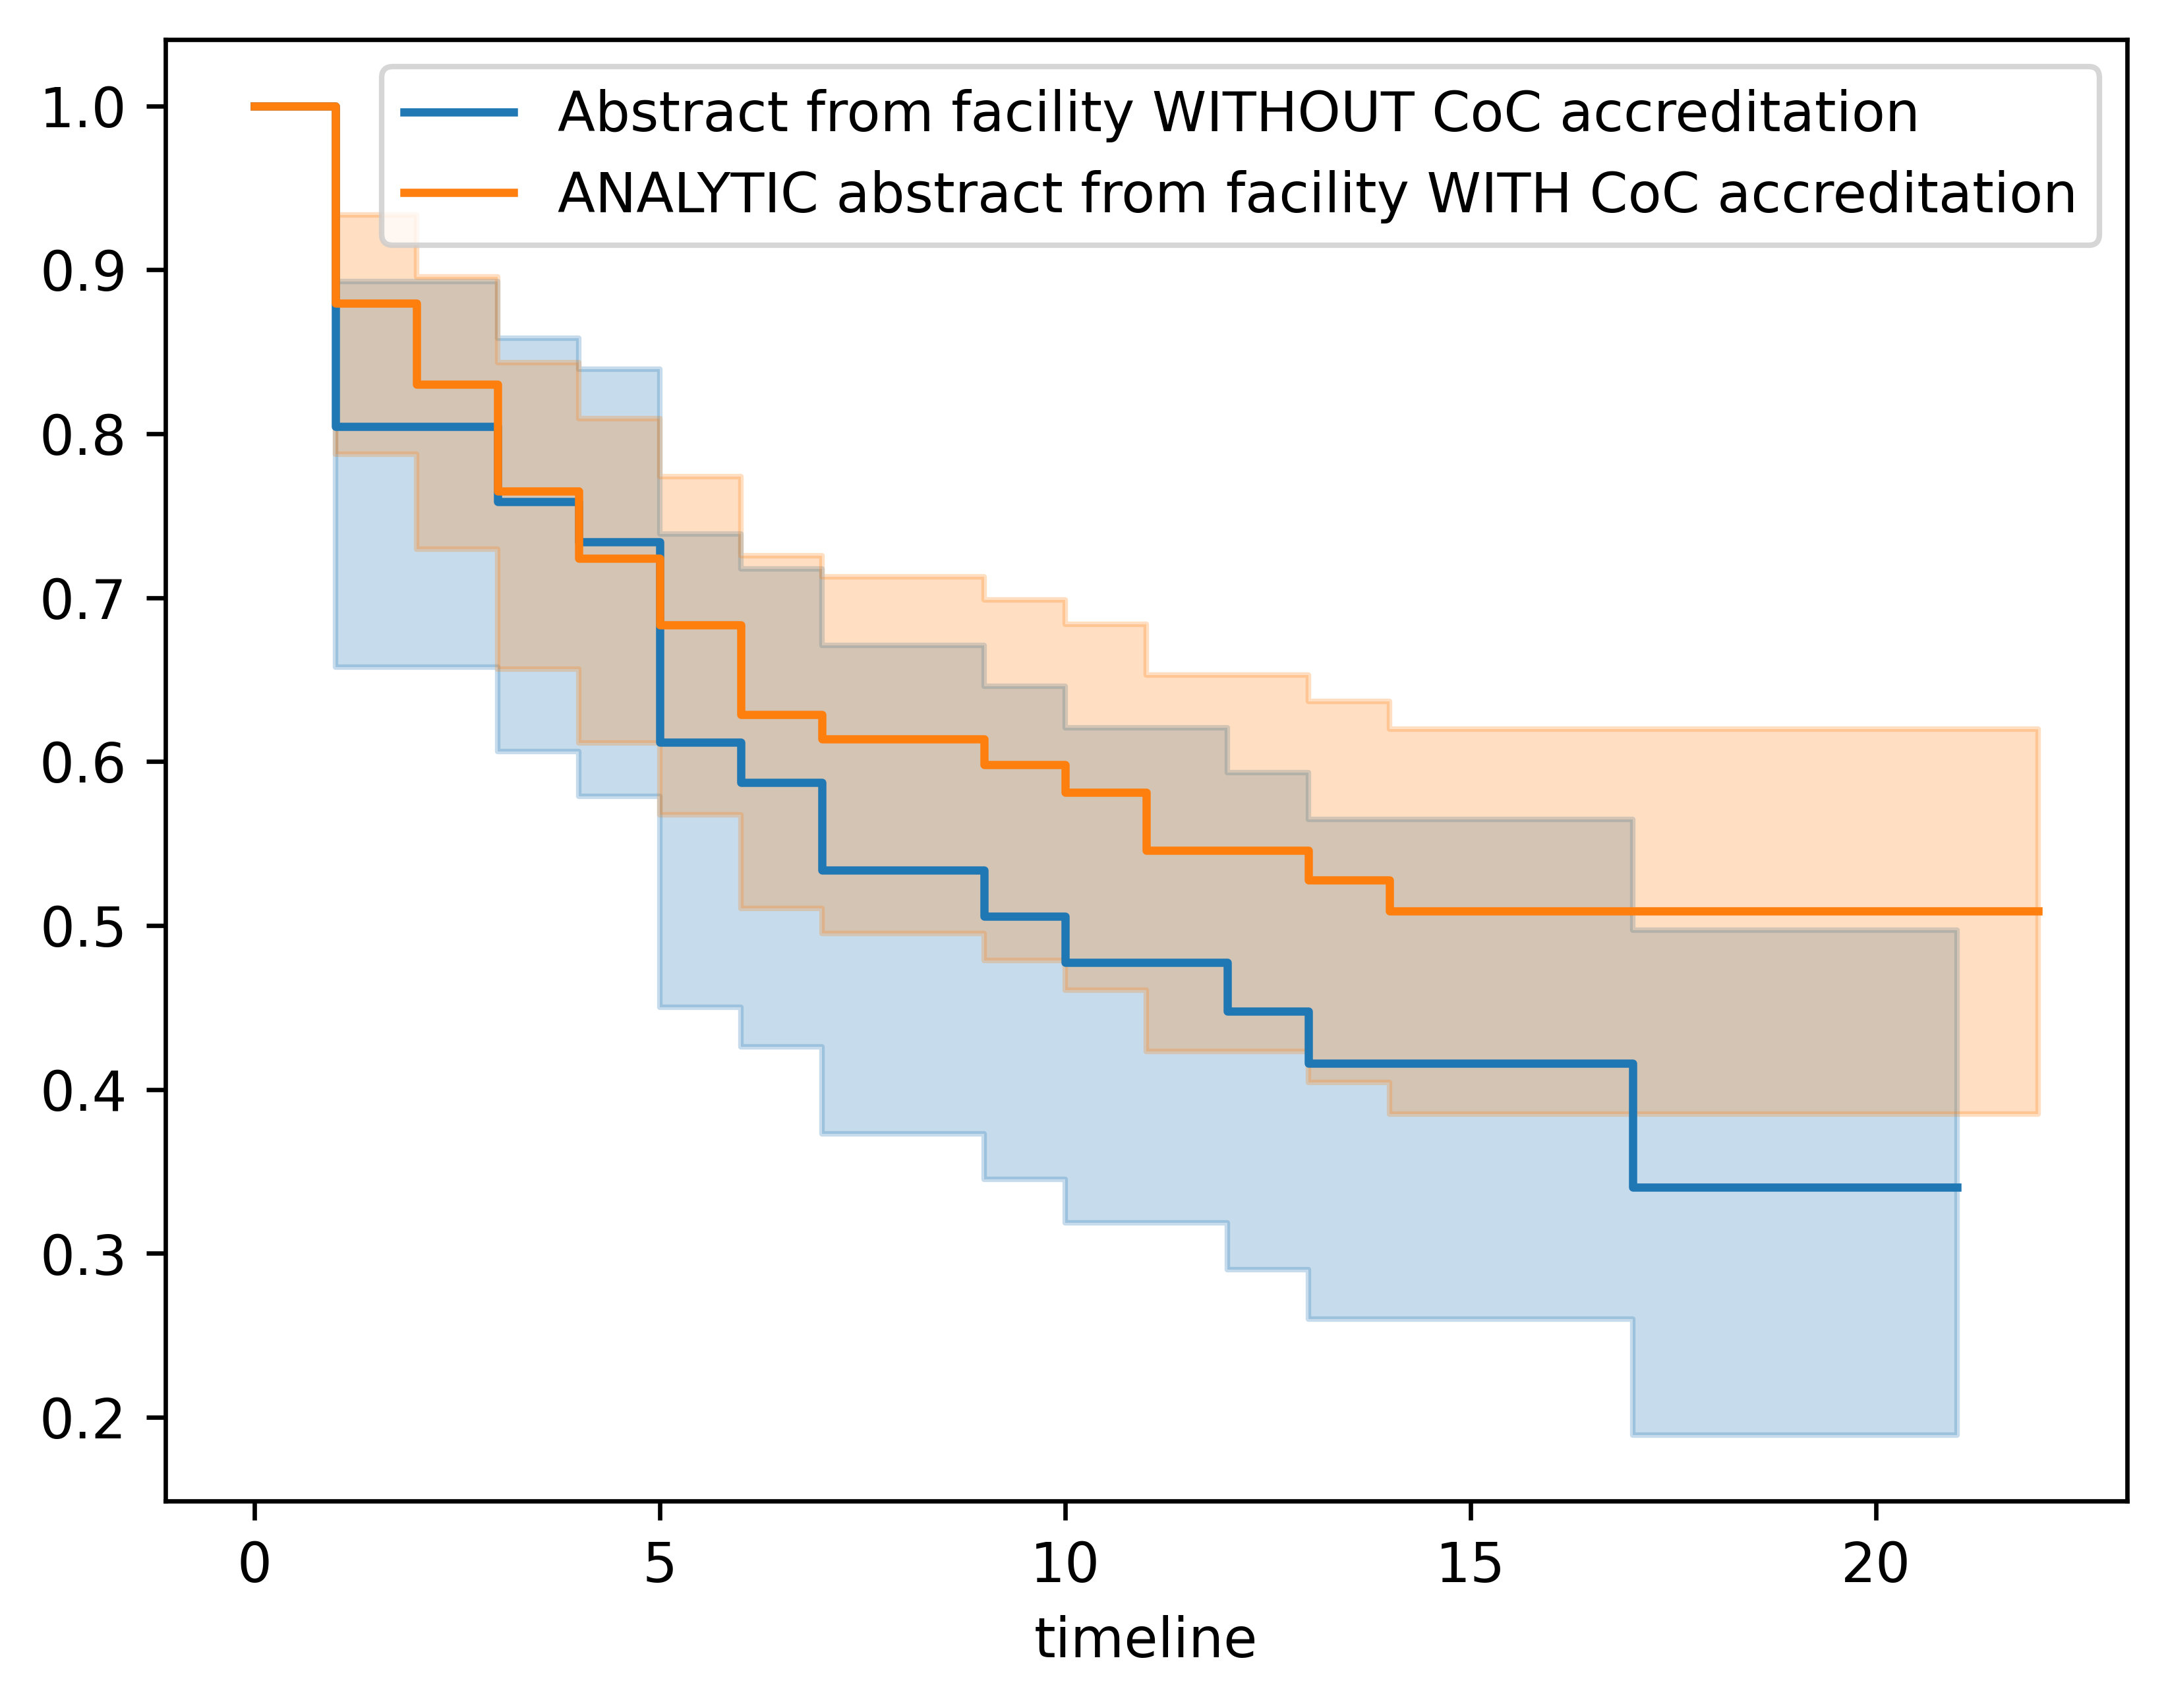 Abstract from facility WITHOUT CoC accreditation
ANALYTIC abstract from facility WITH CoC accreditation
1.0
0.9
0.8
0.7
0.6
0.5
0.4
0.3
0.2
0 5 10 15 20
timeline